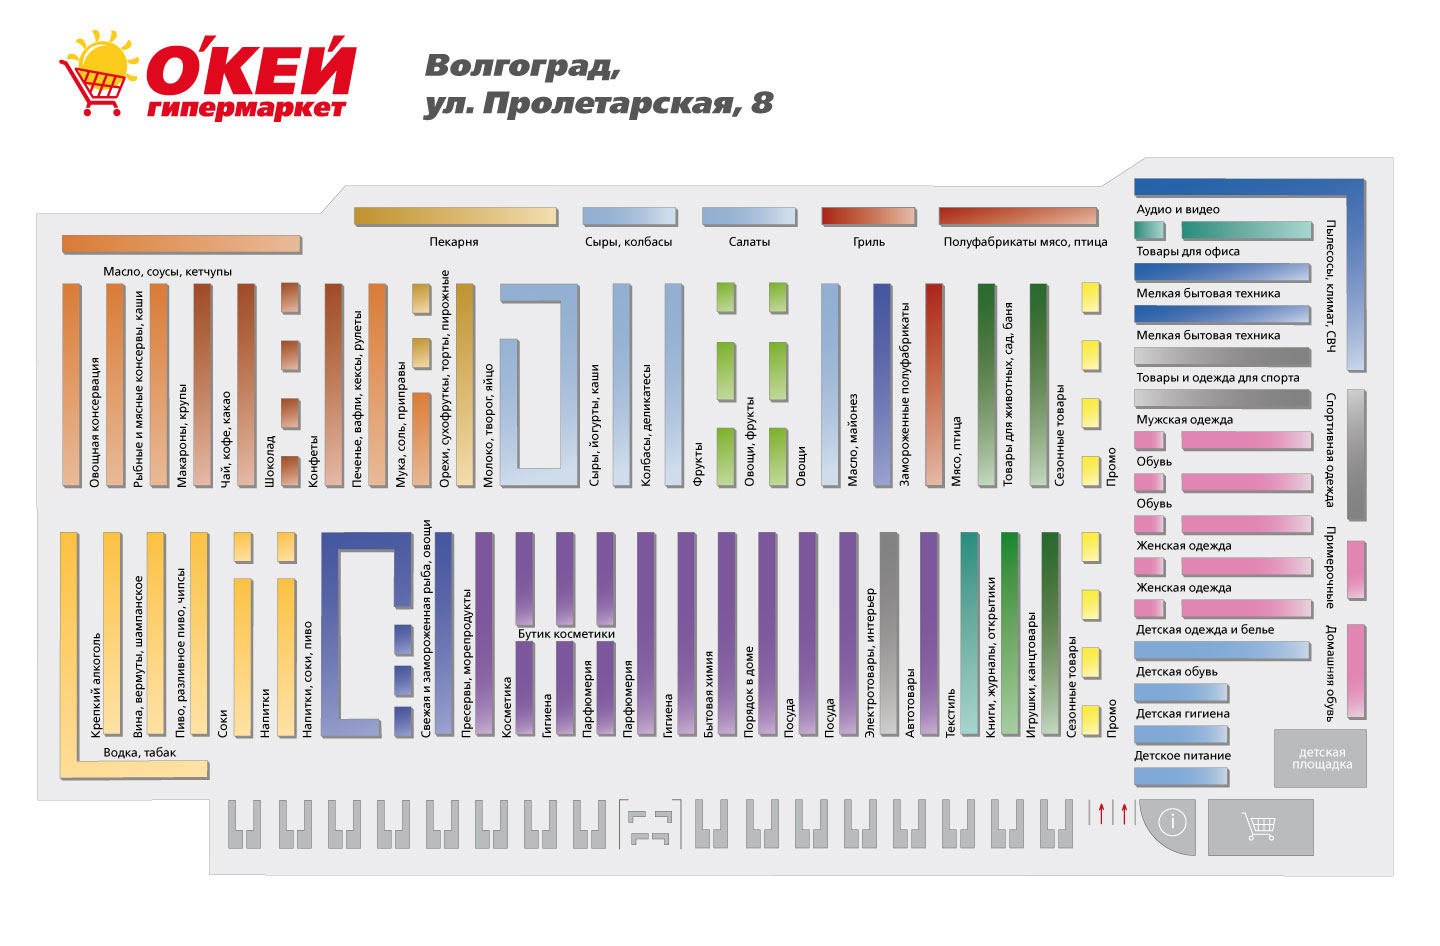 О'КЕЙ
гипермаркет
Волгоград,
ул. Пролетарская, 8
Пекарня
Сыры, колбасы
Салаты
Гриль
Полуфабрикаты мясо, птица
Масло, соусы, кетчупы
Овощная консервация
Рыбные и мясные консервы, каши
Макароны, крупы
Чай, кофе, какао
Шоколад
Конфеты
Печенье, вафли, кексы, рулеты
Мука, соль, приправы
Орехи, сухофрукты, торты, пирожные
Молоко, творог, яйцо
Сыры, йогурты, каши
Колбасы, деликатесы
Фрукты
Овощи, фрукты
Овощи
Масло, майонез
Замороженные полуфабрикаты
Мясо, птица
Товары для животных, сад, баня
Сезонные товары
Промо
Крепкий алкоголь
Вина, вермуты, шампанское
Пиво, разливное пиво, чипсы
Соки
Напитки
Напитки, соки, пиво
Свежая и замороженная рыба, овощи
Пресервы, морепродукты
Косметика
Гигиена
Парфюмерия
Парфюмерия
Бутик косметики
Гигиена
Бытовая химия
Порядок в доме
Посуда
Посуда
Электротовары, интерьер
Автотовары
Текстиль
Книги, журналы, открытики
Игрушки, канцтовары
Сезонные товары
Промо
Водка, табак
Аудио и видео
Товары для офиса
Мелкая бытовая техника
Мелкая бытовая техника
Товары и одежда для спорта
Мужская одежда
Обувь
Обувь
Женская одежда
Женская одежда
Детская одежда и белье
Детская обувь
Детская гигиена
Детское питание
Пылесосы, климат, СВЧ
Спортивная одежда
Примерочные
Домашняя обувь
детская
площадка
i